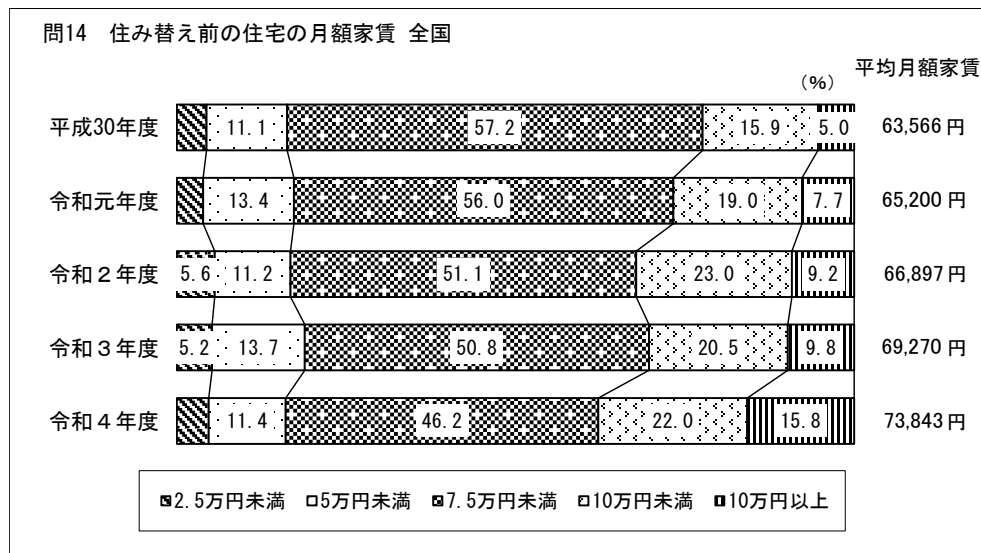 問14 住み替え前の住宅の月額家賃 全国
平均月額家賃
（%）
平成30年度 11.1 57.2 15.9 5.0 63,566 円
令和元年度 13.4 56.0 19.0 7.7 65,200 円
令和２年度 5.6 11.2 51.1 23.0 9.2 66,897 円
令和３年度 5.2 13.7 50.8 20.5 9.8 69,270 円
令和４年度 11.4 46.2 22.0 15.8 73,843 円
2.5万円未満 5万円未満 7.5万円未満 10万円未満 10万円以上